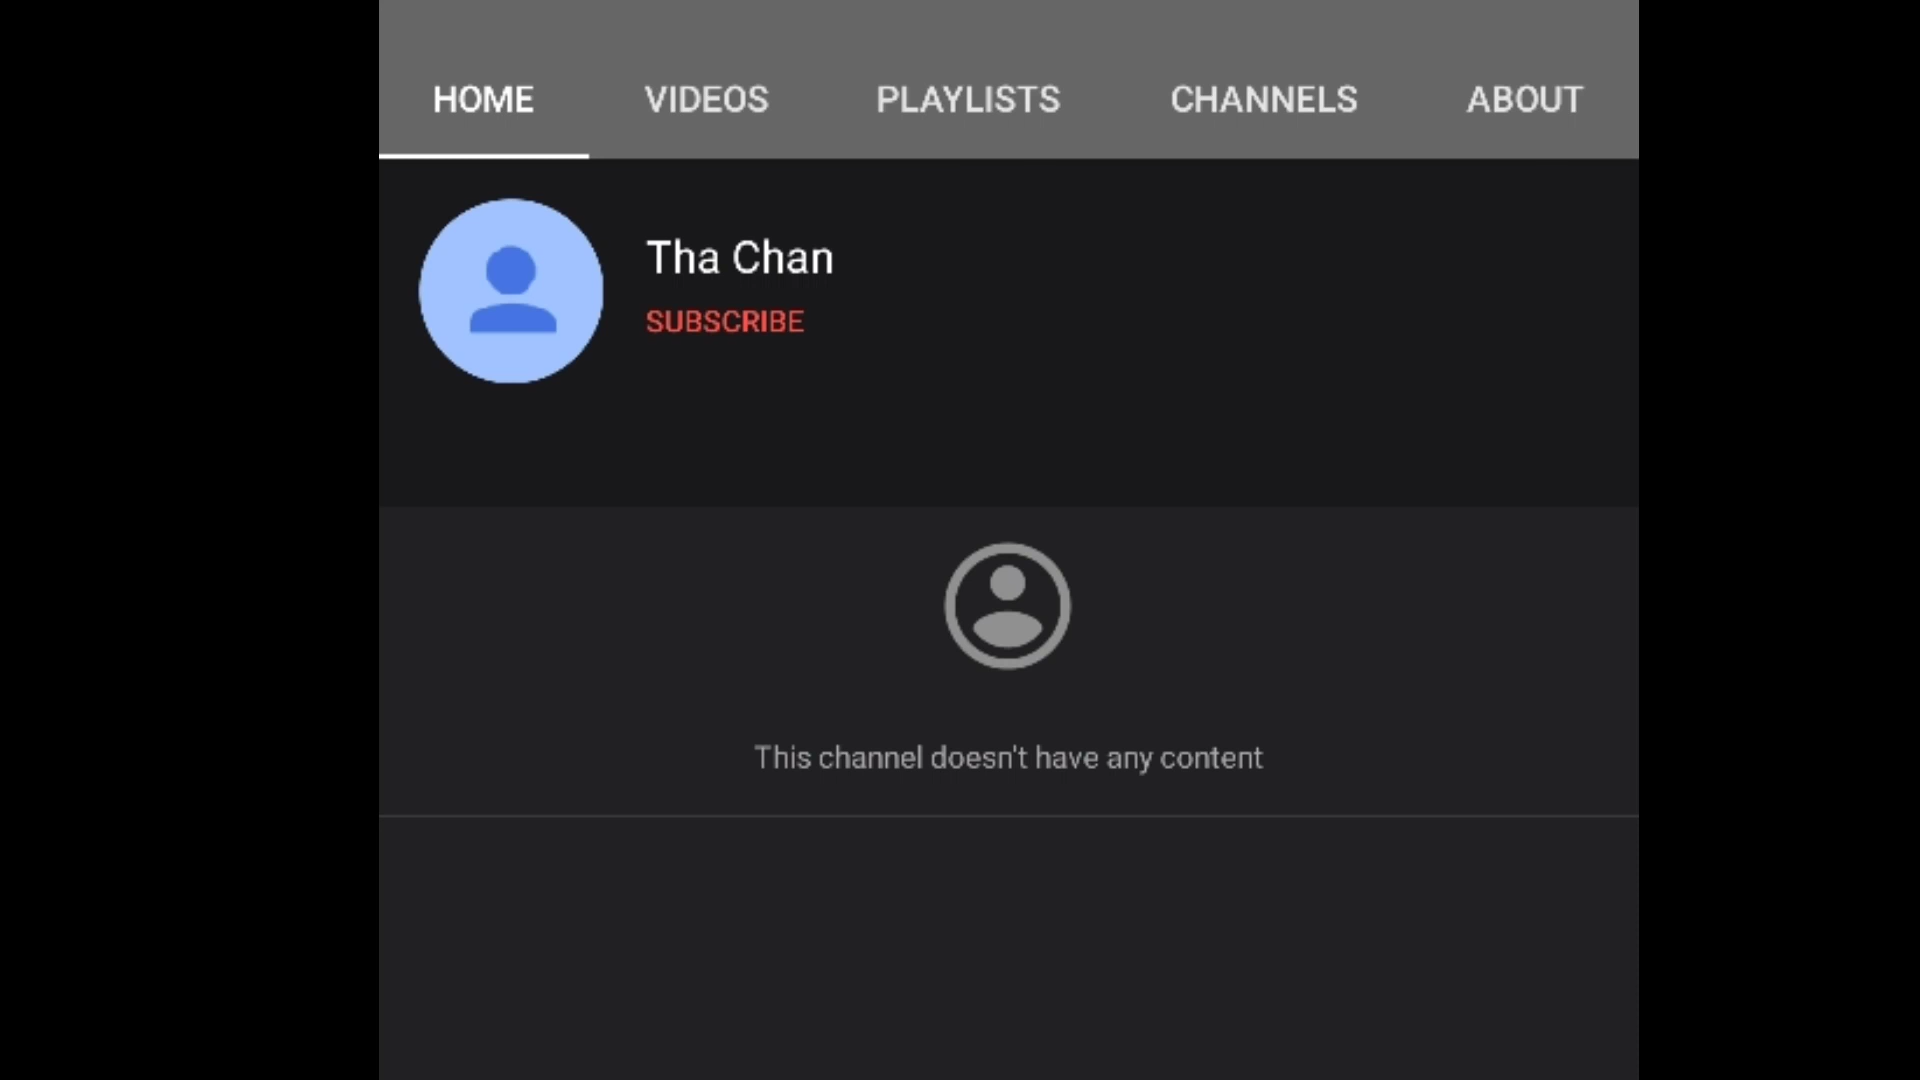 HOME VIDEOS PLAYLISTS CHANNELS ABOUT
Tha Chan
SUBSCRIBE
This channel doesn't have any content